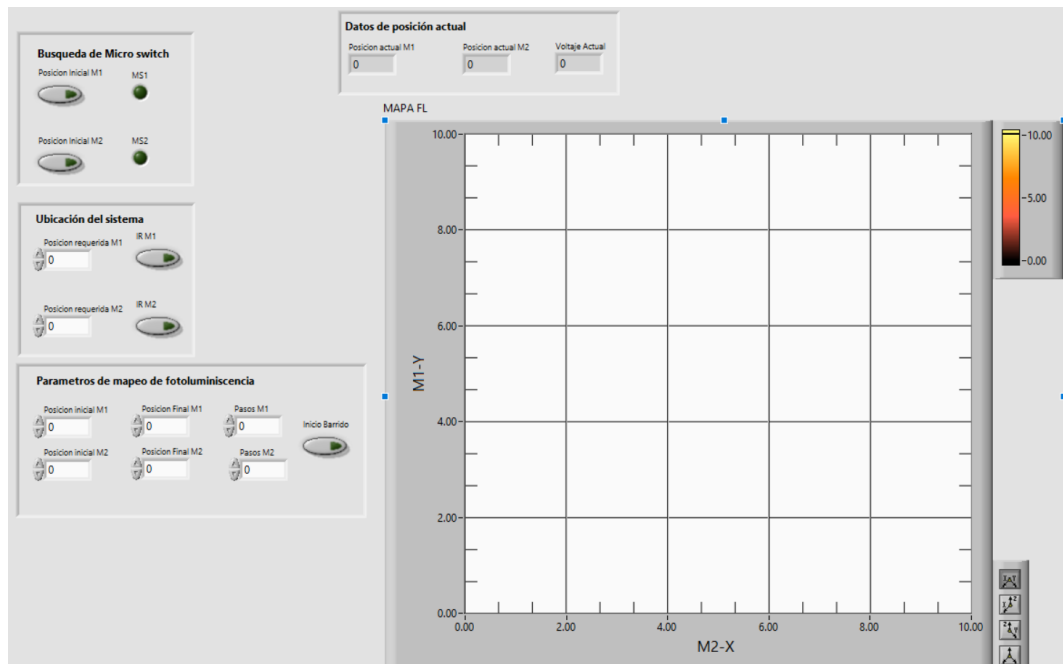 Datos de posición actual
Posicion actual M1 Posicion actual M2 Voltaje Actual
0 0 0
Busqueda de Micro switch
Posicion Inicial M1 MS1
Posicion Inicial M2 MS2
Ubicación del sistema
Posicion requerida M1 IR M1
0
Posicion requerida M2 IR M2
0
Parametros de mapeo de fotoluminiscencia
Posicion inicial M1 Posicion Final M1 Pasos M1
0 0 0
Inicio Barrido
Posicion inicial M2 Posicion Final M2 Pasos M2
0 0 0
MAPA FL
10.00
8.00
6.00
4.00
2.00
0.00
M1-Y
0.00 2.00 4.00 6.00 8.00 10.00
M2-X
10.00
5.00
0.00